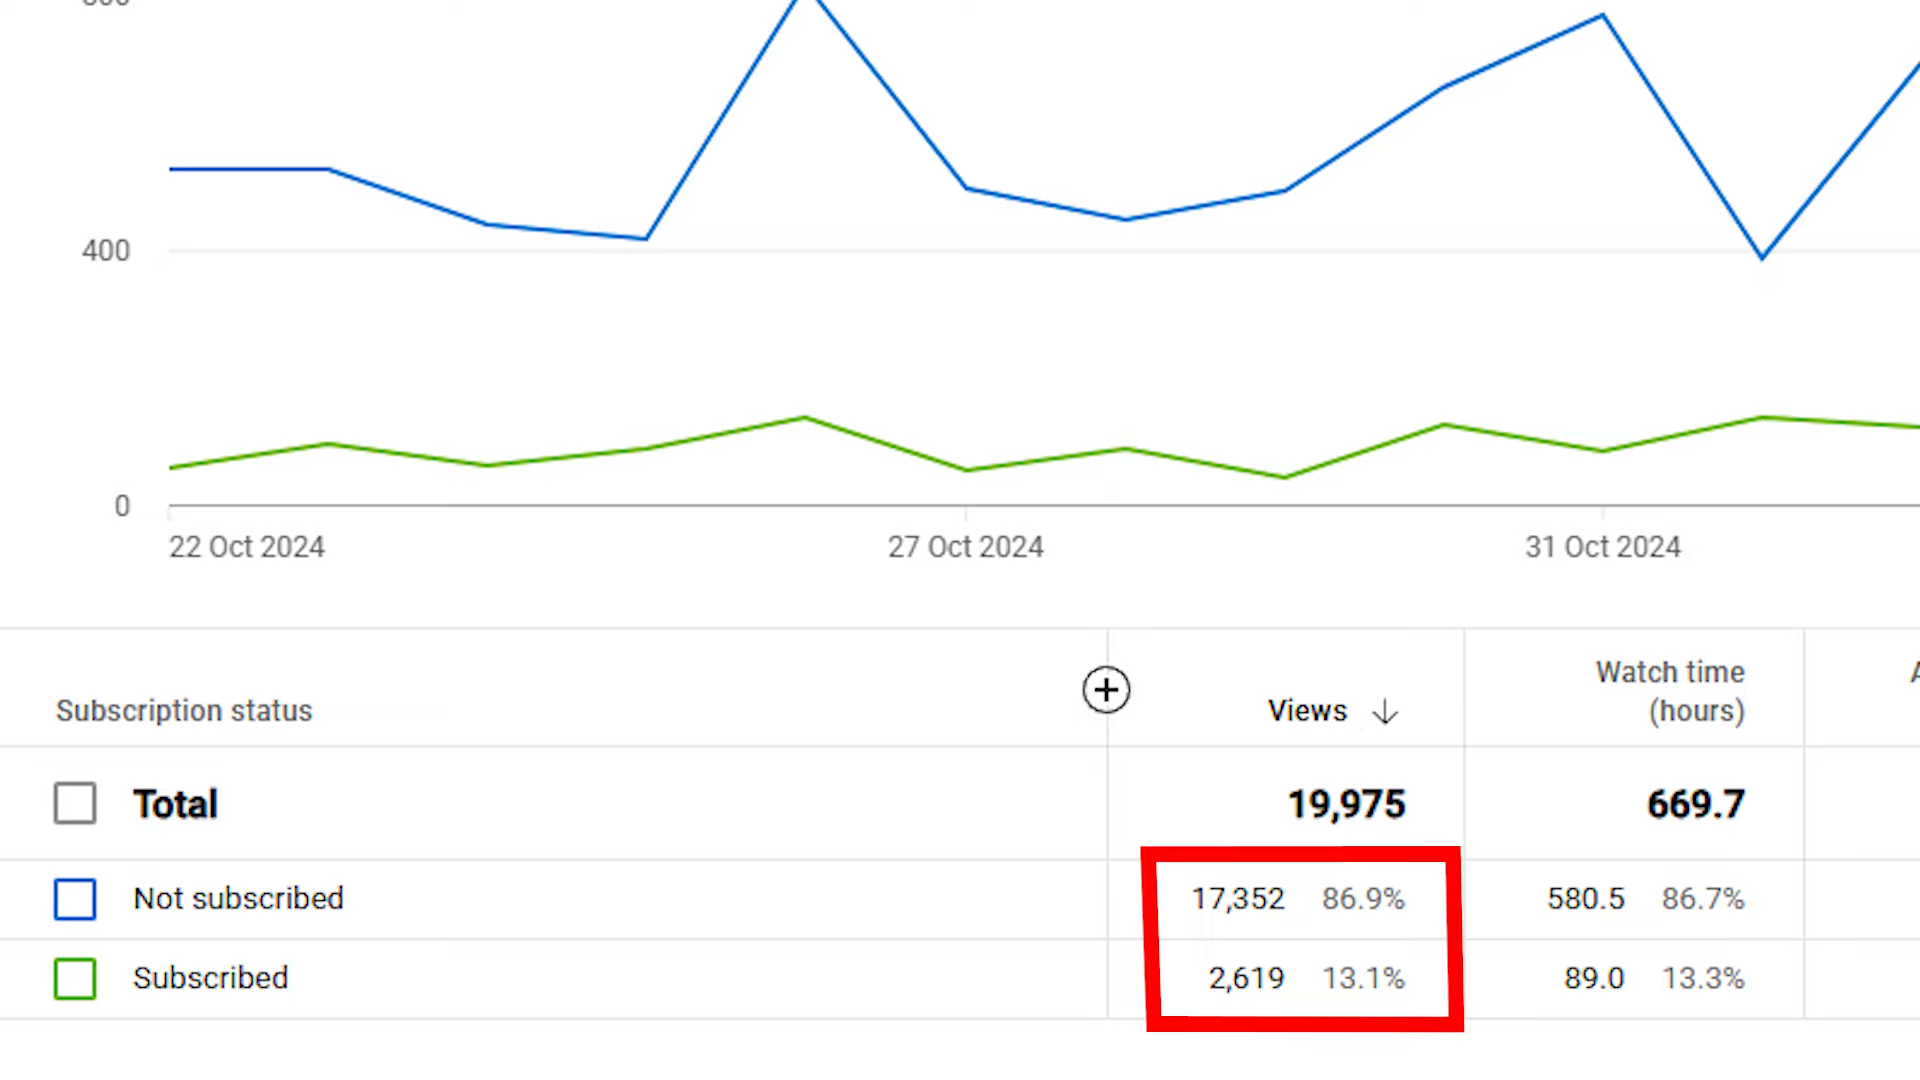 400
0
22 Oct 2024
27 Oct 2024
31 Oct 2024
Watch time
Subscription status
Views
(hours)
Total
19,975
669.7
Not subscribed
17,352
86.9%
580.5
86.7%
Subscribed
2,619
13.1%
89.0
13.3%